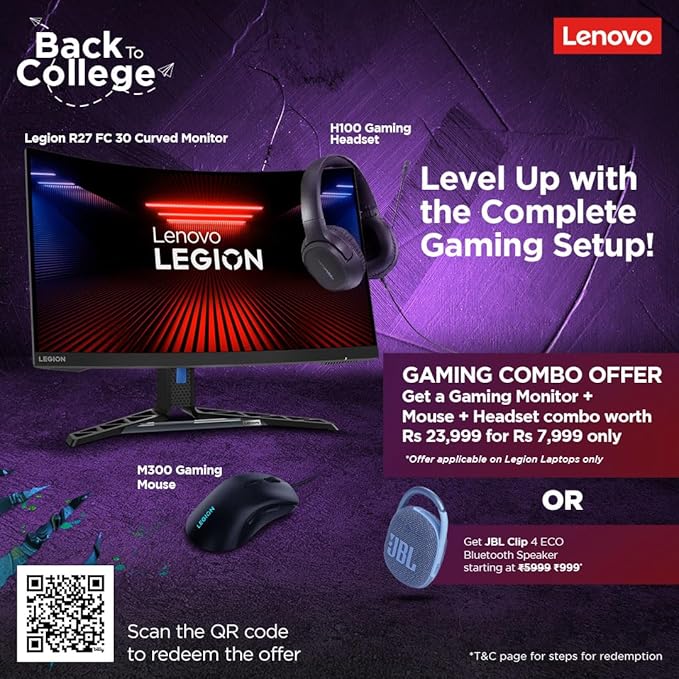 Back To
College
Lenovo
Legion R27 FC 30 Curved Monitor
H100 Gaming
Headset
Level Up with
the Complete
Gaming Setup!
Lenovo
LEGION
LEGION
GAMING COMBO OFFER
Get a Gaming Monitor +
Mouse + Headset combo worth
Rs 23,999 for Rs 7,999 only
*Offer applicable on Legion Laptops only
M300 Gaming
Mouse
LEGION
OR
JBL
Get JBL Clip 4 ECO
Bluetooth Speaker
starting at ₹5999 ₹999*
Scan the QR code
to redeem the offer
*T&C page for steps for redemption